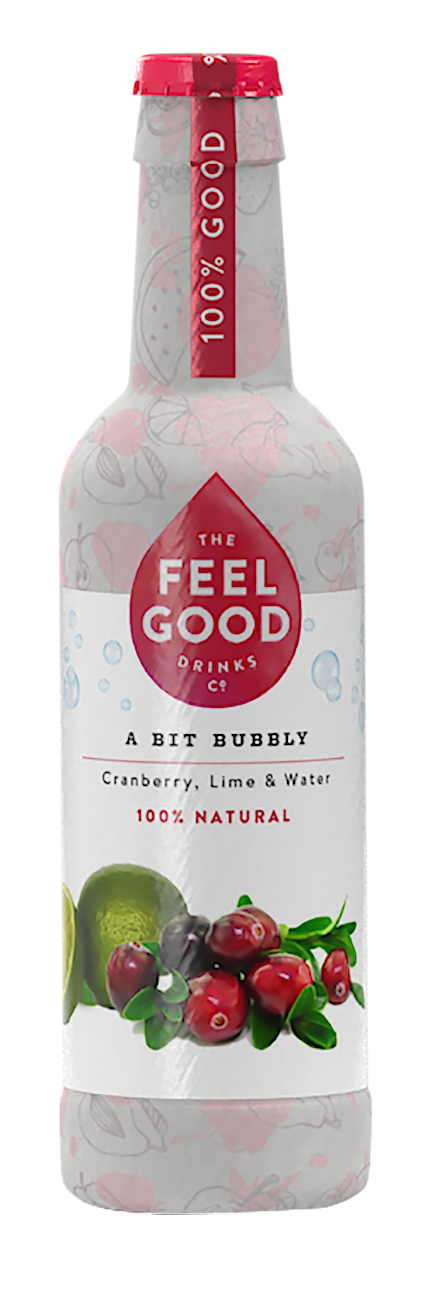 100% GOOD
THE
FEEL
GOOD
DRINKS
Cº
A BIT BUBBLY
Cranberry, Lime & Water
100% NATURAL